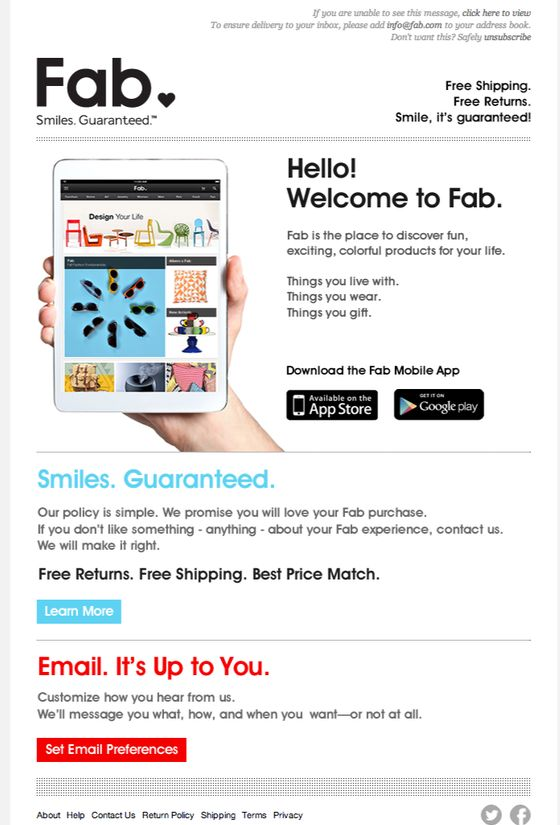 If you are unable to see this message, click here to view
To ensure delivery to your inbox, please add info@fab.com to your address book.
Don't want this? Safely unsubscribe
Fab.
Smiles. Guaranteed.™
Free Shipping.
Free Returns.
Smile, it's guaranteed!
Fab.
Design Your Life
Fab
Hello!
Welcome to Fab.
Fab is the place to discover fun,
exciting, colorful products for your life.
Things you live with.
Things you wear.
Things you gift.
Download the Fab Mobile App
Available on the
App Store
GET IT ON
Google play
Smiles. Guaranteed.
Our policy is simple. We promise you will love your Fab purchase.
If you don't like something - anything - about your Fab experience, contact us.
We will make it right.
Free Returns. Free Shipping. Best Price Match.
Learn More
Email. It's Up to You.
Customize how you hear from us.
We'll message you what, how, and when you want—or not at all.
Set Email Preferences
About Help Contact Us Return Policy Shipping Terms Privacy